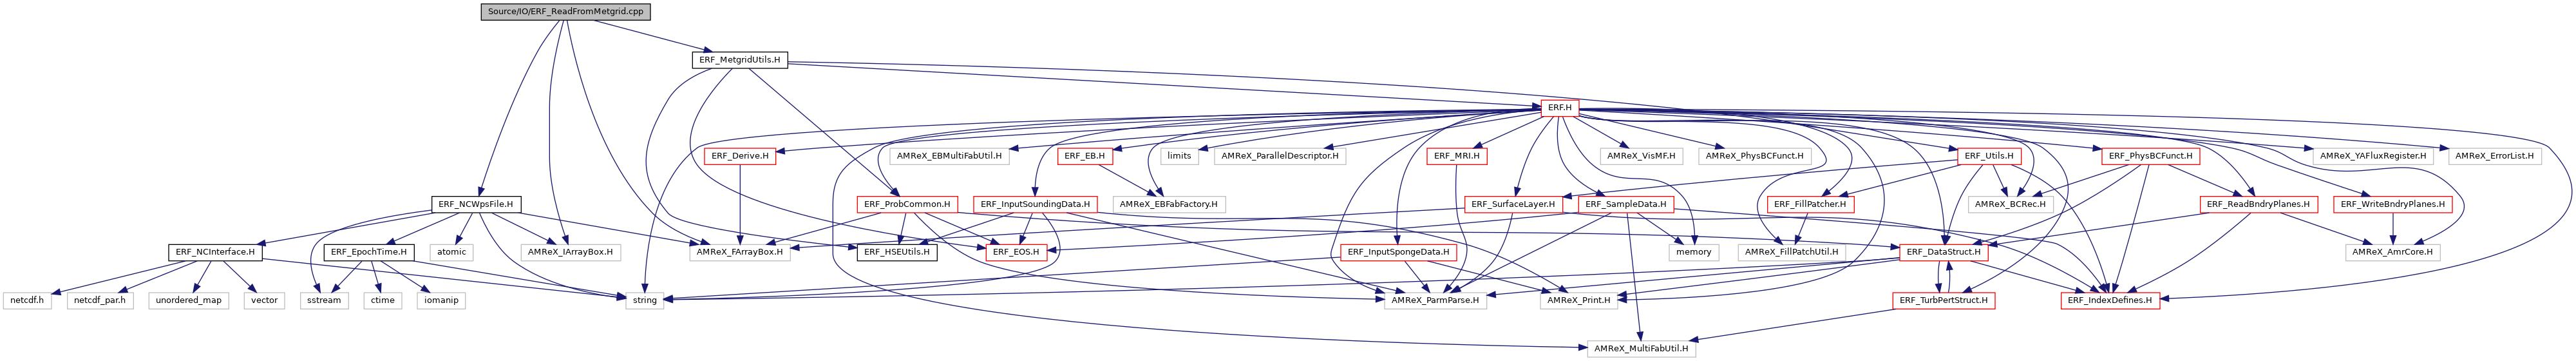 Source/IO/ERF_ReadFromMetgrid.cpp
ERF_MetgridUtils.H
ERF.H
ERF_Derive.H
AMReX_EBMultiFabUtil.H
ERF_EB.H
limits
AMReX_ParallelDescriptor.H
ERF_MRI.H
AMReX_VisMF.H
AMReX_PhysBCFunct.H
ERF_Utils.H
ERF_PhysBCFunct.H
AMReX_YAFluxRegister.H
AMReX_ErrorList.H
ERF_NCWpsFile.H
ERF_ProbCommon.H
ERF_InputSoundingData.H
AMReX_EBFabFactory.H
ERF_SurfaceLayer.H
ERF_SampleData.H
ERF_FillPatcher.H
AMReX_BCRec.H
ERF_ReadBndryPlanes.H
ERF_WriteBndryPlanes.H
ERF_NCInterface.H
ERF_EpochTime.H
atomic
AMReX_IArrayBox.H
AMReX_FArrayBox.H
ERF_HSEUtils.H
ERF_EOS.H
ERF_InputSpongeData.H
memory
AMReX_FillPatchUtil.H
ERF_DataStruct.H
AMReX_AmrCore.H
netcdf.h
netcdf_par.h
unordered_map
vector
sstream
ctime
iomanip
string
AMReX_ParmParse.H
AMReX_Print.H
ERF_TurbPertStruct.H
ERF_IndexDefines.H
AMReX_MultiFabUtil.H